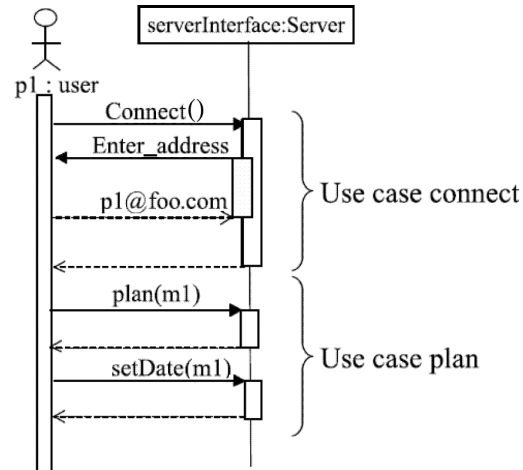 serverInterface:Server
p1 : user
Connect()
Enter_address
p1@foo.com
Use case connect
plan(m1)
setDate(m1)
Use case plan